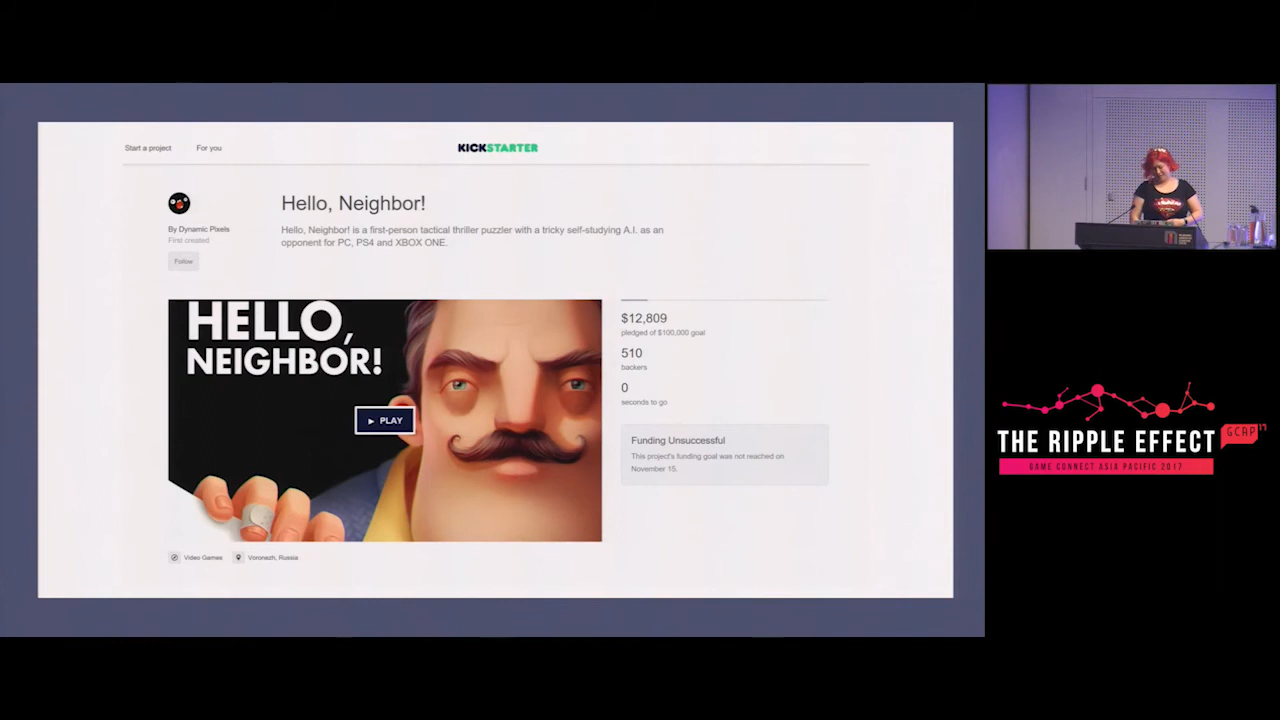 Start a project
For you
KICKSTARTER
By Dynamic Pixels
First created
Follow
Hello, Neighbor!
Hello, Neighbor! is a first-person tactical thriller puzzler with a tricky self-studying A.I. as an
opponent for PC, PS4 and XBOX ONE.
HELLO,
NEIGHBOR!
PLAY
$12,809
pledged of $100,000 goal
510
backers
0
seconds to go
Funding Unsuccessful
This project's funding goal was not reached on
November 15.
Video Games
Voronezh, Russia
THE RIPPLE EFFECT
GCAP17
GAME CONNECT ASIA PACIFIC 2017